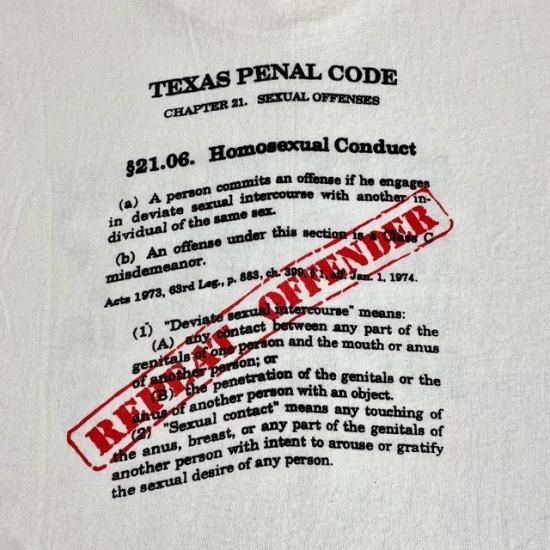 TEXAS PENAL CODE
CHAPTER 21. SEXUAL OFFENSES
§21.06. Homosexual Conduct
(a) A person commits an offense if he engages
in deviate sexual intercourse with another in-
dividual of the same sex.
(b) An offense under this section is a Class C
misdemeanor.
Acts 1973, 63rd Leg., p. 883, ch. 399, § 1, eff. Jan. 1, 1974.
(1) "Deviate sexual intercourse" means:
(A) any contact between any part of the
genitals of one person and the mouth or anus
of another person; or
(B) the penetration of the genitals or the
anus of another person with an object.
(2) "Sexual contact" means any touching of
the anus, breast, or any part of the genitals of
another person with intent to arouse or gratify
the sexual desire of any person.
REPEAT OFFENDER